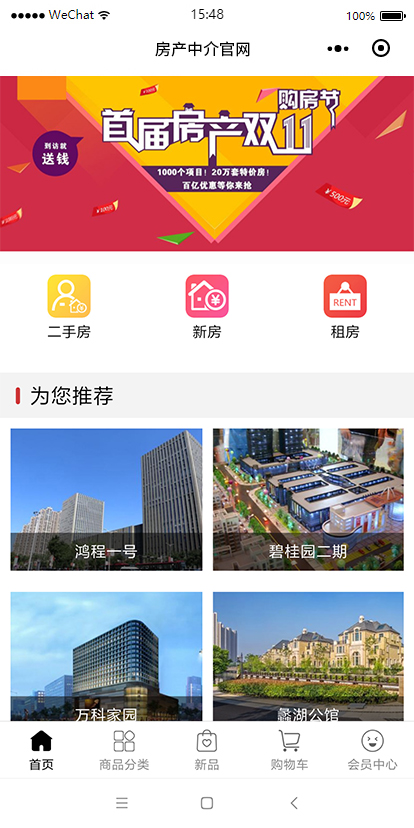 WeChat
15:48
100%
房产中介官网
购房节
首届房产双11
到访就
送钱
1000个项目！20万套特价房！
百亿优惠等你来抢
¥500元
二手房
新房
RENT
租房
为您推荐
鸿程一号
碧桂园二期
万科家园
蠡湖公馆
首页
商品分类
新品
购物车
会员中心